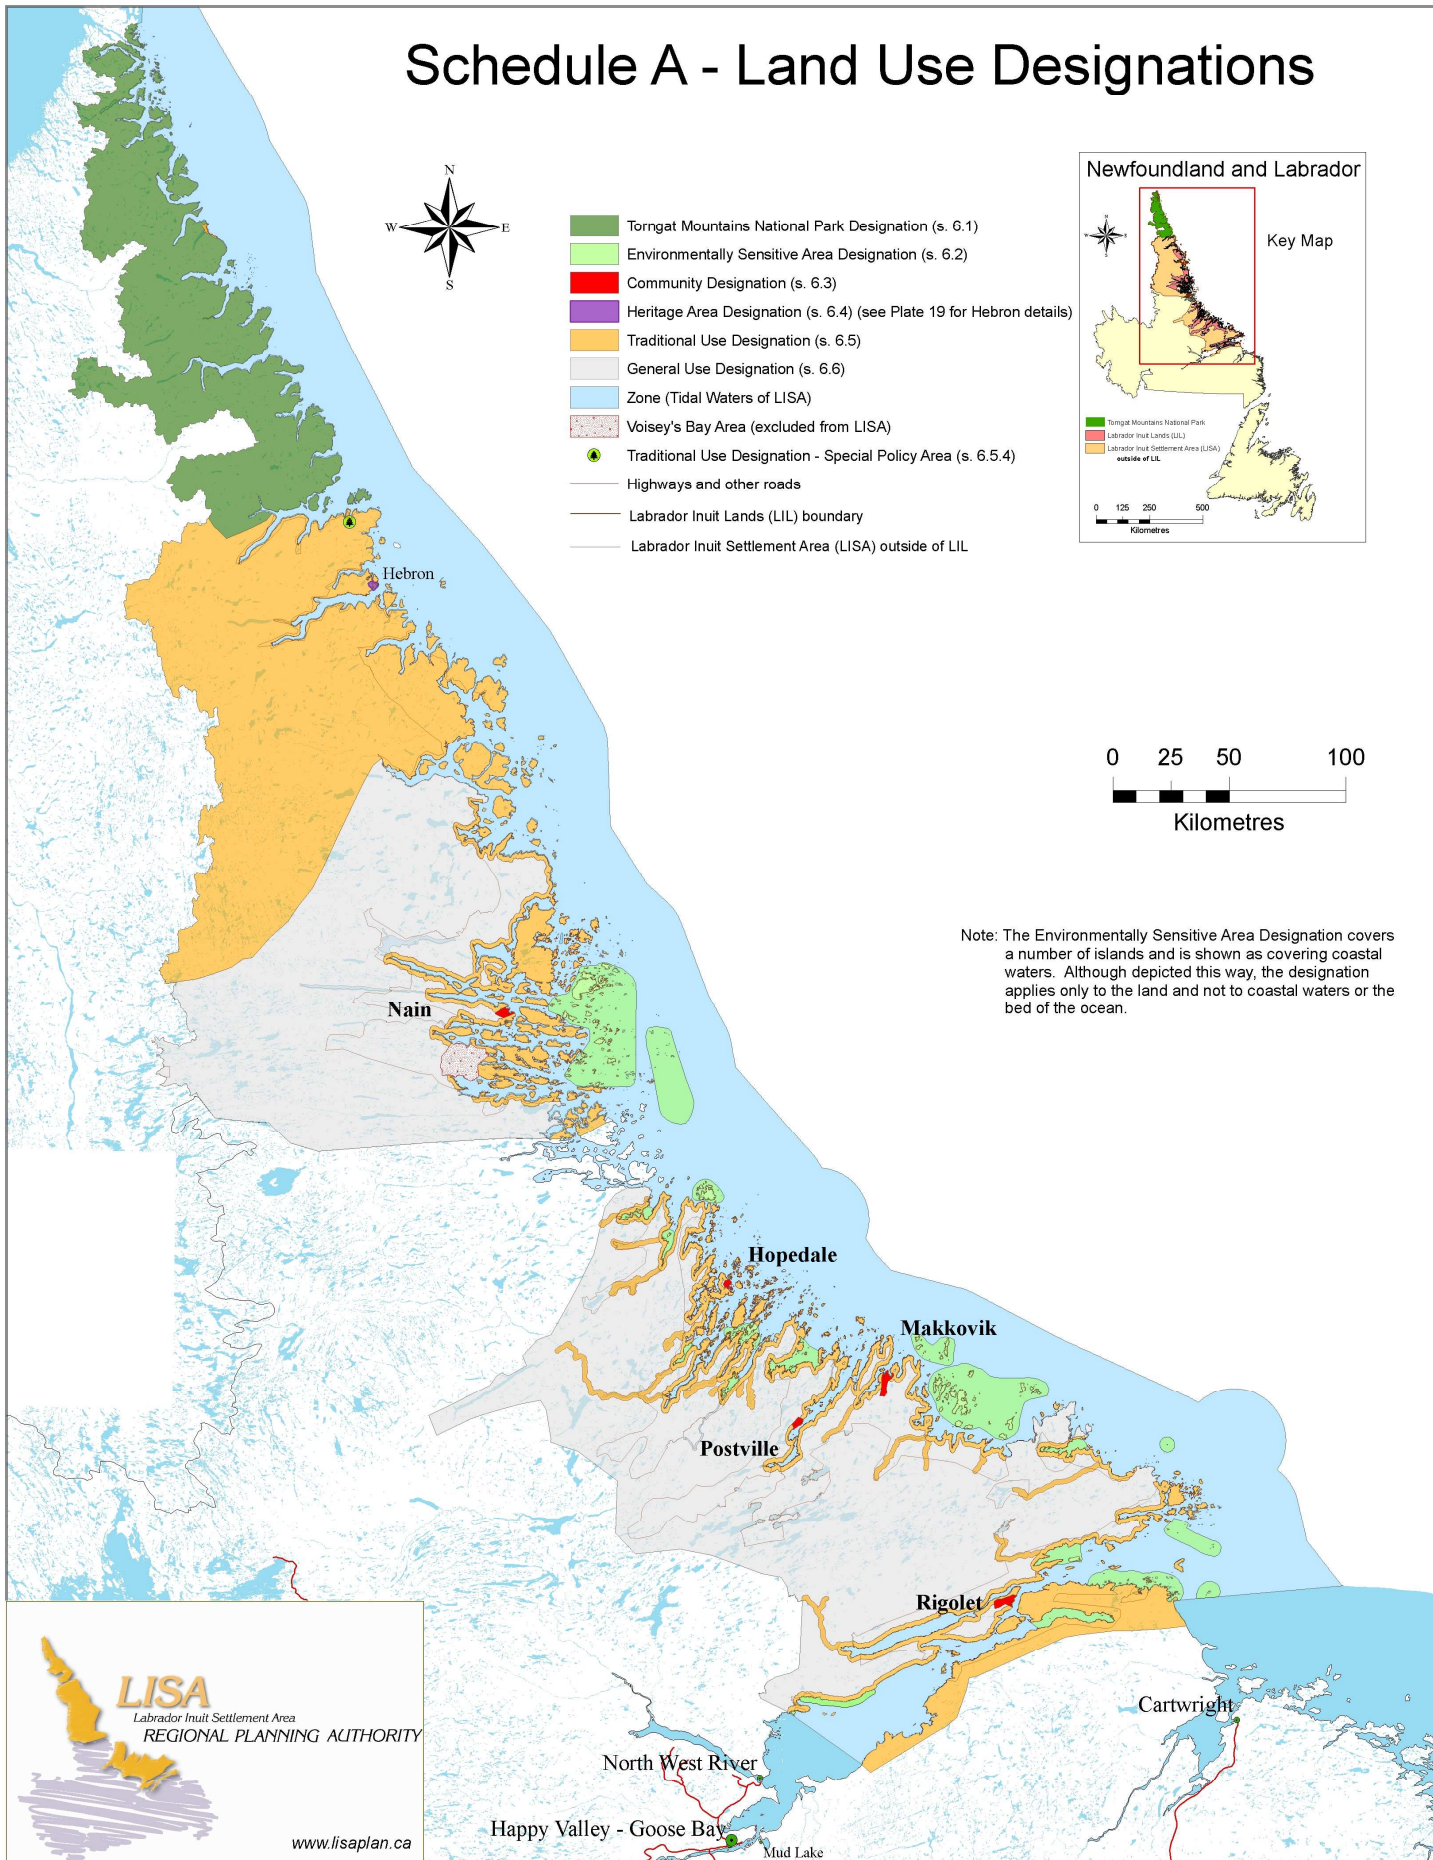 Schedule A - Land Use Designations
N
W
E
S
Torngat Mountains National Park Designation (s. 6.1)
Environmentally Sensitive Area Designation (s. 6.2)
Community Designation (s. 6.3)
Heritage Area Designation (s. 6.4) (see Plate 19 for Hebron details)
Traditional Use Designation (s. 6.5)
General Use Designation (s. 6.6)
Zone (Tidal Waters of LISA)
Voisey's Bay Area (excluded from LISA)
Traditional Use Designation - Special Policy Area (s. 6.5.4)
Highways and other roads
Labrador Inuit Lands (LIL) boundary
Labrador Inuit Settlement Area (LISA) outside of LIL
Newfoundland and Labrador
Key Map
N
W
E
S
Torngat Mountains National Park
Labrador Inuit Lands (LIL)
Labrador Inuit Settlement Area (LISA)
outside of LIL
0 125 250 500
Kilometres
Hebron
0 25 50 100
Kilometres
Note: The Environmentally Sensitive Area Designation covers
a number of islands and is shown as covering coastal
waters. Although depicted this way, the designation
applies only to the land and not to coastal waters or the
bed of the ocean.
Nain
Hopedale
Makkovik
Postville
Rigolet
Cartwright
North West River
Happy Valley - Goose Bay
Mud Lake
LISA
Labrador Inuit Settlement Area
REGIONAL PLANNING AUTHORITY
www.lisaplan.ca